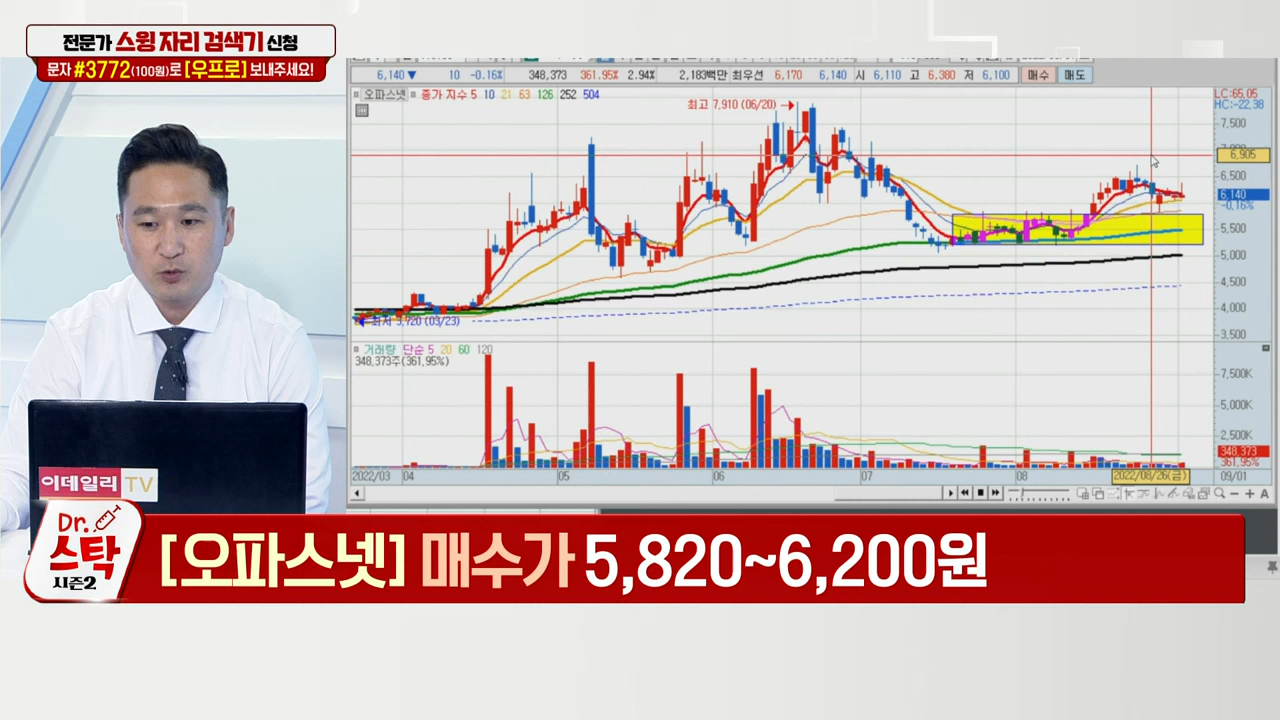 전문가 스윙 자리 검색기 신청
문자 #3772(100원)로 [우프로] 보내주세요!
6,140▼ 10 -0.16% 348,373 361.95% 2.94% 2,183백만 최우선 6,170 6,140 시 6,110 고 6,380 저 6,100 매수 매도
오파스넷 종가 지수 5 10 21 63 126 252 504
최고 7,910 (06/20)
LC:65.05
HC:-22.38
7,500
6,905
6,500
6,140
-0.16%
5,500
5,000
4,500
4,000
3,500
최저 3,720 (03/23)
거래량 단순 5 20 60 120
348,373주(361.95%)
7,500K
5,000K
2,500K
348,373
361.95%
2022/03 04 05 06 07 08 2022/08/26(금) 09/01
이데일리 TV
Dr.
스탁
시즌2
[오파스넷] 매수가 5,820~6,200원